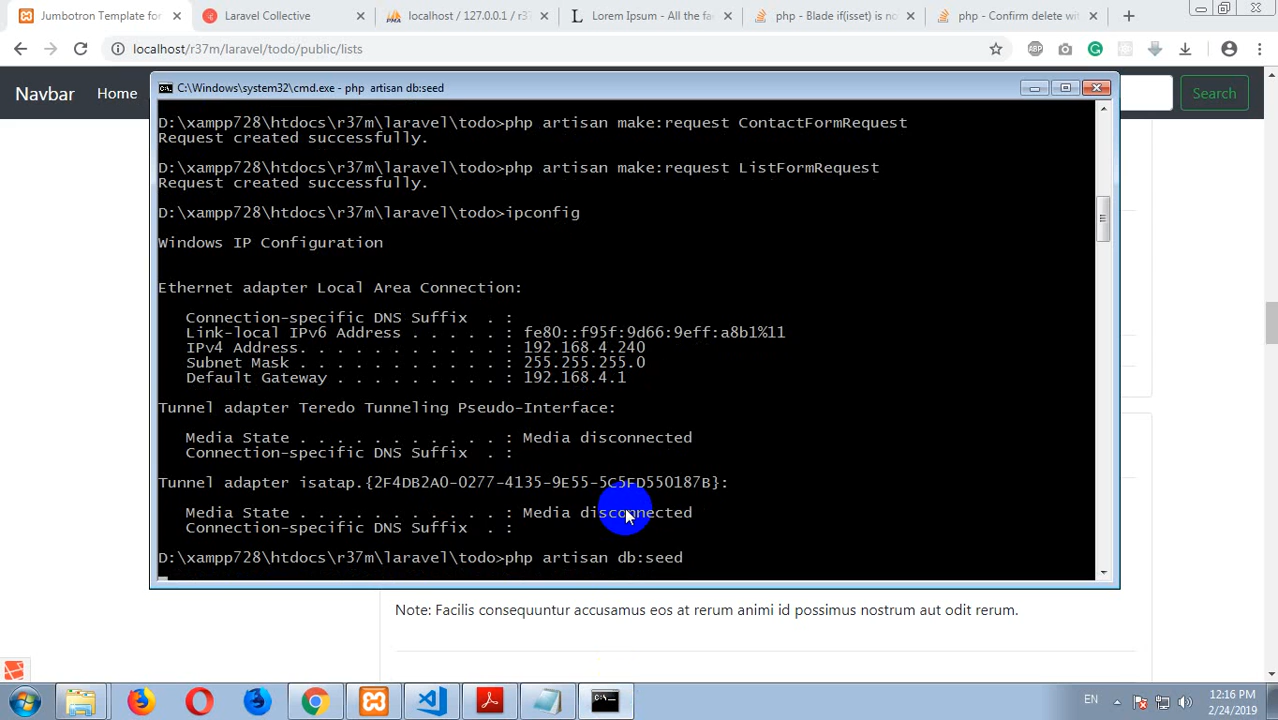 Jumbotron Template for
Laravel Collective
localhost / 127.0.0.1 / r37
Lorem Ipsum - All the fa
php - Blade if(isset) is no
php - Confirm delete wi
localhost/r37m/laravel/todo/public/lists
ABP
Navbar
Home
Search
C:\Windows\system32\cmd.exe - php artisan db:seed
D:\xampp728\htdocs\r37m\laravel\todo>php artisan make:request ContactFormRequest
Request created successfully.
D:\xampp728\htdocs\r37m\laravel\todo>php artisan make:request ListFormRequest
Request created successfully.
D:\xampp728\htdocs\r37m\laravel\todo>ipconfig
Windows IP Configuration
Ethernet adapter Local Area Connection:
Connection-specific DNS Suffix . :
Link-local IPv6 Address . . . . . : fe80::f95f:9d66:9eff:a8b1%11
IPv4 Address. . . . . . . . . . . : 192.168.4.240
Subnet Mask . . . . . . . . . . . : 255.255.255.0
Default Gateway . . . . . . . . . : 192.168.4.1
Tunnel adapter Teredo Tunneling Pseudo-Interface:
Media State . . . . . . . . . . . : Media disconnected
Connection-specific DNS Suffix . :
Tunnel adapter isatap.{2F4DB2A0-0277-4135-9E55-5C5FD550187B}:
Media State . . . . . . . . . . . : Media disconnected
Connection-specific DNS Suffix . :
D:\xampp728\htdocs\r37m\laravel\todo>php artisan db:seed
Note: Facilis consequuntur accusamus eos at rerum animi id possimus nostrum aut odit rerum.
EN
12:16 PM
2/24/2019